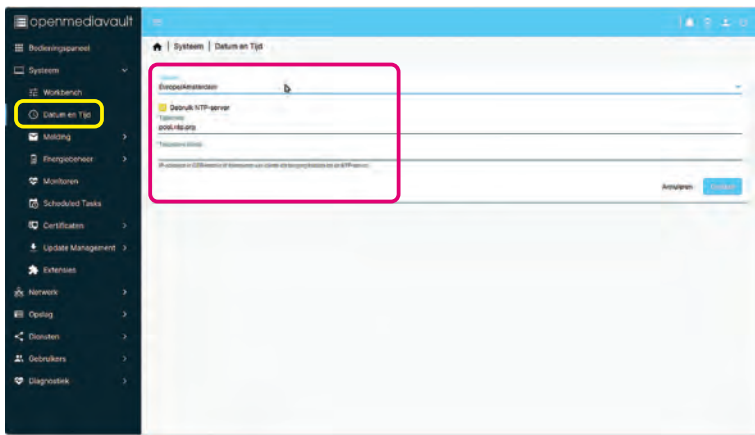 openmediavault
Bedieningspaneel
Systeem
Workbench
Datum en Tijd
Melding
Energiebeheer
Monitoren
Scheduled Tasks
Certificaten
Update Management
Extensies
Netwerk
Opslag
Diensten
Gebruikers
Diagnostiek
| Systeem | Datum en Tijd
Europe/Amsterdam
Gebruik NTP-server
pool.ntp.org
Annuleren